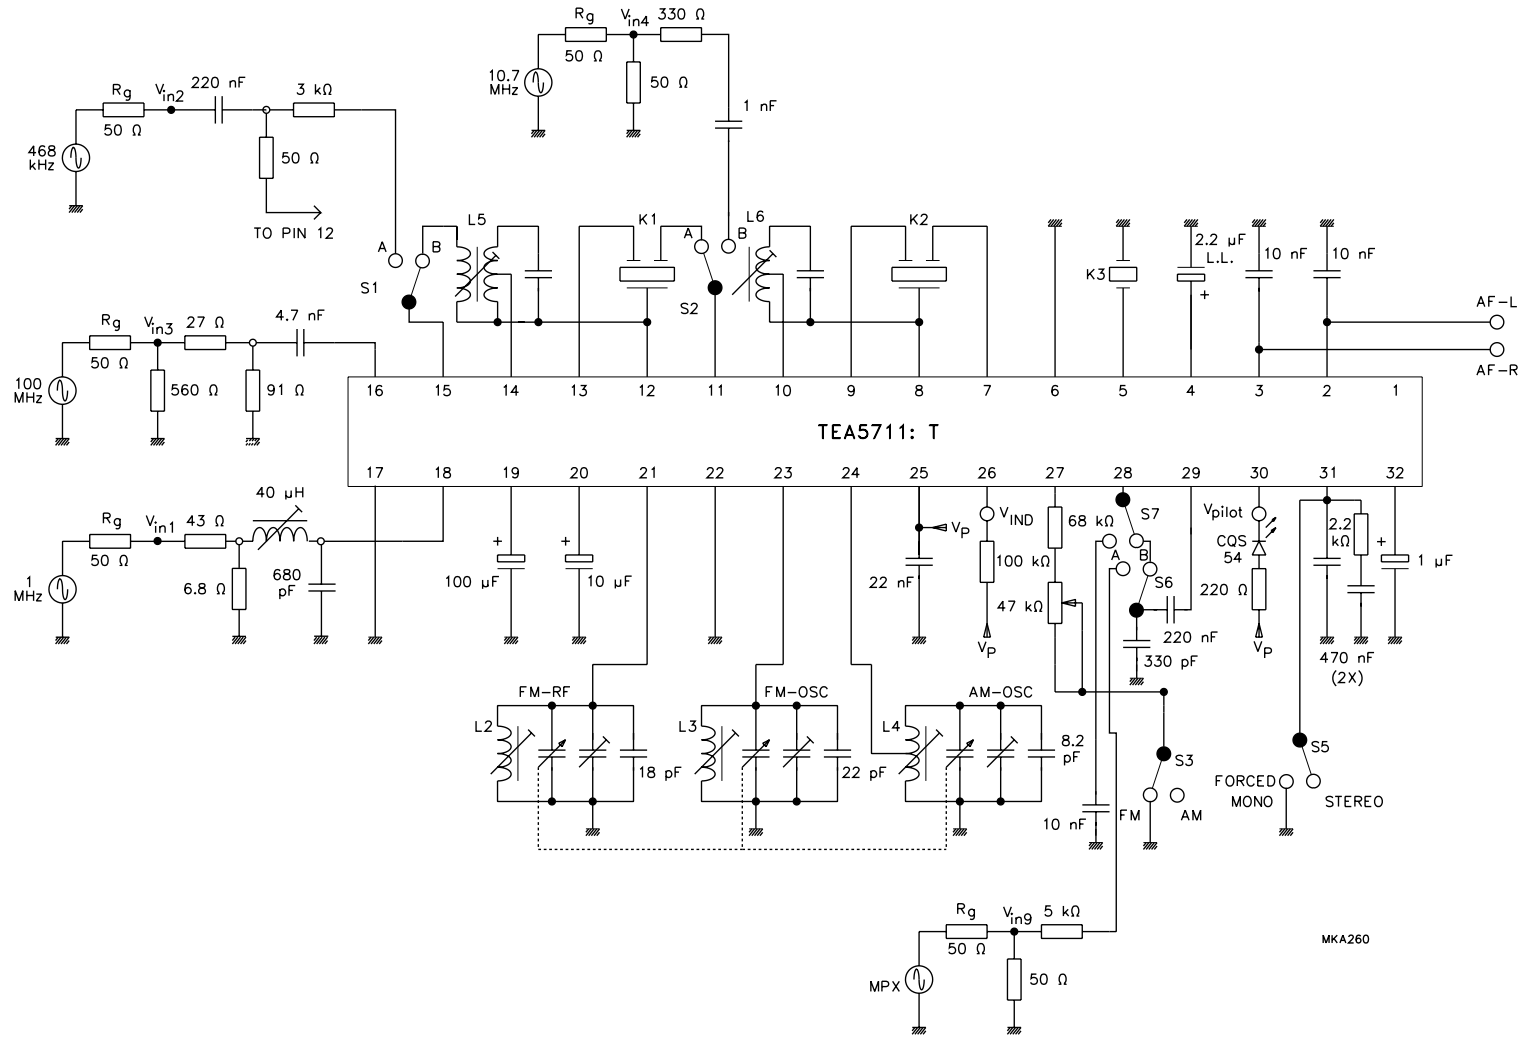 Rg
Vin4
330 Ω
50 Ω
10.7
MHz
50 Ω
1 nF
Rg
Vin2
220 nF
3 kΩ
50 Ω
468
kHz
50 Ω
TO PIN 12
A
B
S1
L5
K1
A
B
S2
L6
K2
K3
2.2 µF
L.L.
+
10 nF
10 nF
AF-L
AF-R
Rg
Vin3
27 Ω
4.7 nF
50 Ω
100
MHz
560 Ω
91 Ω
16
15
14
13
12
11
10
9
8
7
6
5
4
3
2
1
TEA5711: T
17
18
19
20
21
22
23
24
25
26
27
28
29
30
31
32
40 µH
Rg
Vin1
43 Ω
50 Ω
1
MHz
6.8 Ω
680
pF
+
100 µF
+
10 µF
VP
22 nF
VIND
100 kΩ
VP
68 kΩ
47 kΩ
S7
A
B
S6
220 nF
330 pF
Vpilot
CQS
54
220 Ω
VP
2.2
kΩ
+
1 µF
470 nF
(2X)
FM-RF
L2
18 pF
FM-OSC
L3
22 pF
AM-OSC
L4
8.2
pF
10 nF
S3
FM
AM
S5
FORCED
MONO
STEREO
Rg
Vin9
5 kΩ
50 Ω
MPX
50 Ω
MKA260